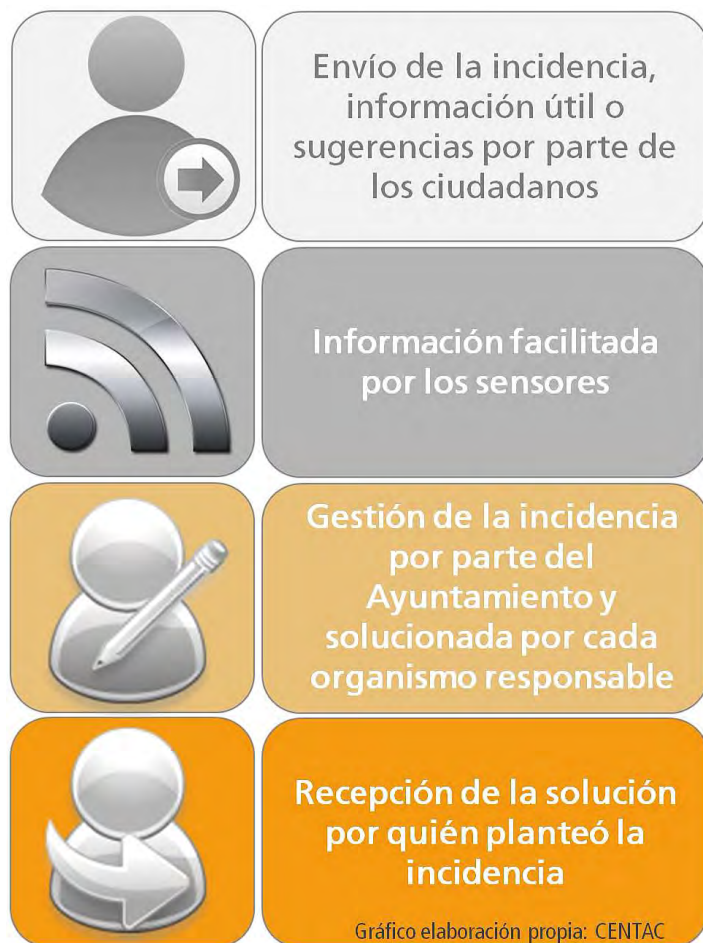 Envío de la incidencia,
información útil o
sugerencias por parte de
los ciudadanos
Información facilitada
por los sensores
Gestión de la incidencia
por parte del
Ayuntamiento y
solucionada por cada
organismo responsable
Recepción de la solución
por quién planteó la
incidencia
Gráfico elaboración propia: CENTAC